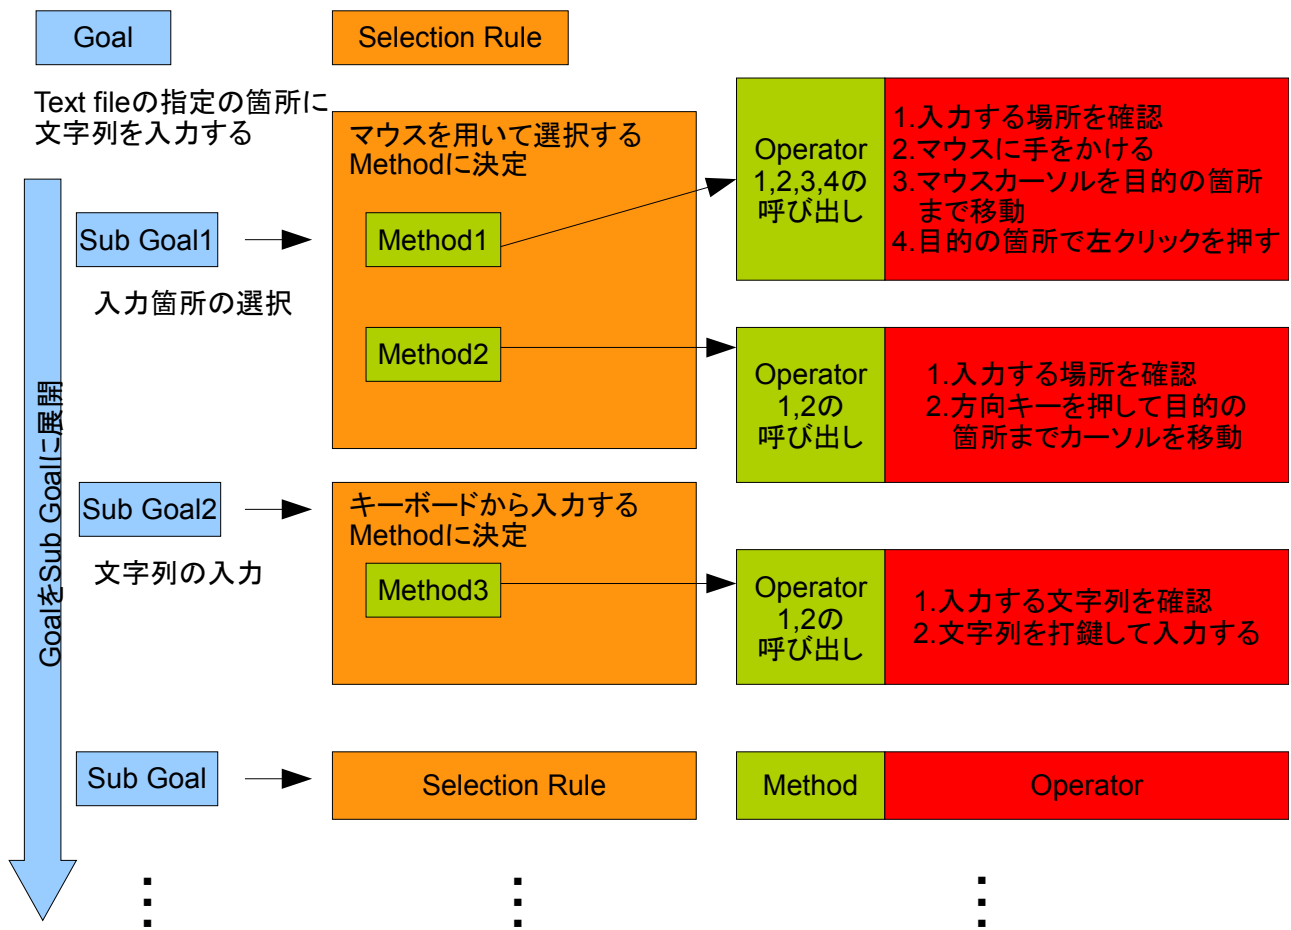 Goal
Selection Rule
Text fileの指定の箇所に
文字列を入力する
GoalをSub Goalに展開
Sub Goal1
入力箇所の選択
マウスを用いて選択する
Methodに決定
Method1
Method2
Operator
1,2,3,4の
呼び出し
1.入力する場所を確認
2.マウスに手をかける
3.マウスカーソルを目的の箇所
まで移動
4.目的の箇所で左クリックを押す
Operator
1,2の
呼び出し
1.入力する場所を確認
2.方向キーを押して目的の
箇所までカーソルを移動
Sub Goal2
文字列の入力
キーボードから入力する
Methodに決定
Method3
Operator
1,2の
呼び出し
1.入力する文字列を確認
2.文字列を打鍵して入力する
Sub Goal
Selection Rule
Method
Operator